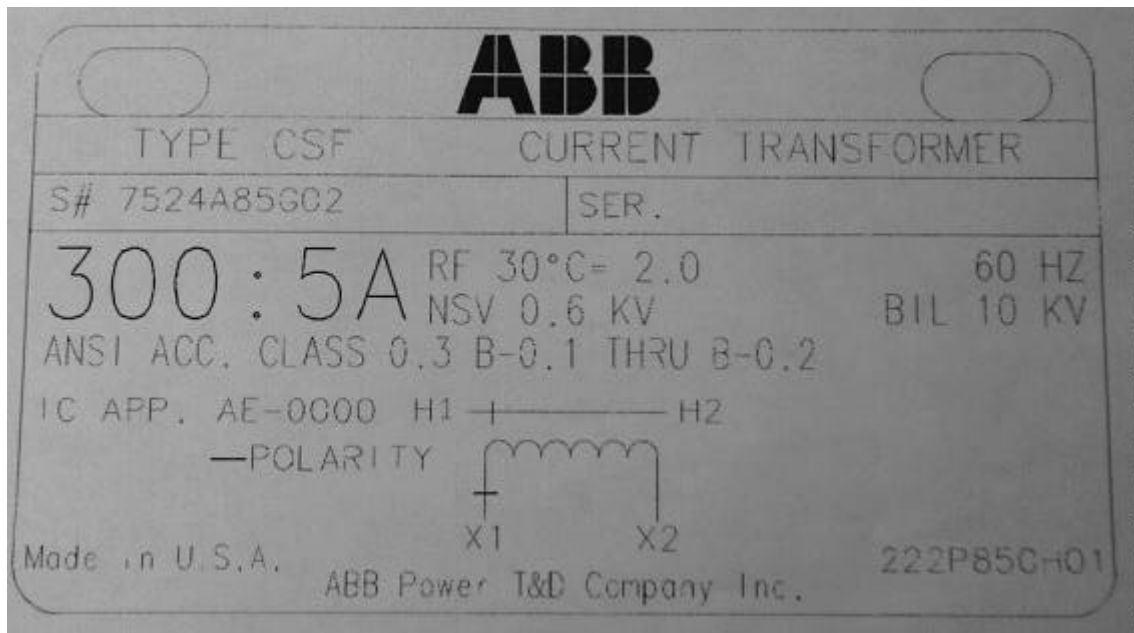 ABB
TYPE CSF CURRENT TRANSFORMER
S# 7524A85G02 SER.
300:5A RF 30°C= 2.0 60 HZ
NSV 0.6 KV BIL 10 KV
ANSI ACC. CLASS 0.3 B-0.1 THRU B-0.2
IC APP. AE-0000 H1 H2
POLARITY
X1 X2
Made in U.S.A. 222P850H01
ABB Power T&D Company Inc.